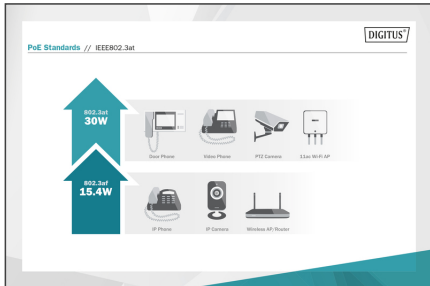 DIGITUS®
PoE Standards // IEEE802.3at
802.3at
30W
Door Phone Video Phone PTZ Camera 11ac Wi-Fi AP
802.3af
15.4W
IP Phone IP Camera Wireless AP/Router